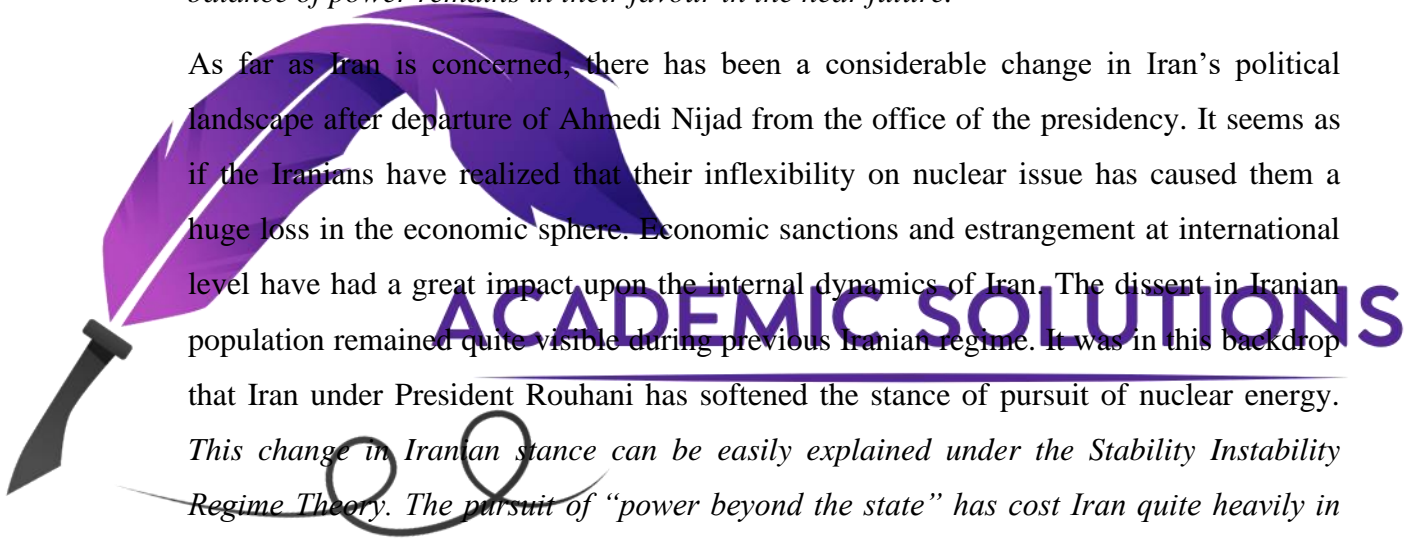 balance of power remains in their favour in the near future.
As far as Iran is concerned, there has been a considerable change in Iran's political
landscape after departure of Ahmedi Nijad from the office of the presidency. It seems as
if the Iranians have realized that their inflexibility on nuclear issue has caused them a
huge loss in the economic sphere. Economic sanctions and estrangement at international
level have had a great impact upon the internal dynamics of Iran. The dissent in Iranian
ACADEMIC SOLUTIONS
population remained quite visible during previous Iranian regime. It was in this backdrop
that Iran under President Rouhani has softened the stance of pursuit of nuclear energy.
This change in Iranian stance can be easily explained under the Stability Instability
Regime Theory. The pursuit of “power beyond the state” has cost Iran quite heavily in